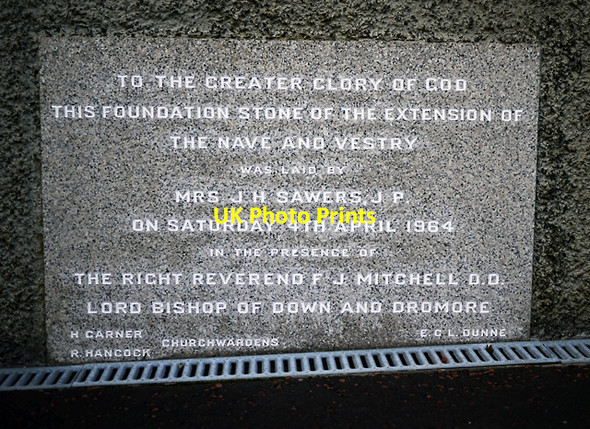 TO THE GREATER GLORY OF GOD
THIS FOUNDATION STONE OF THE EXTENSION OF
THE NAVE AND VESTRY
WAS LAID BY
MRS. J. H. SAWERS, J. P.
ON SATURDAY 4TH APRIL 1964
UK Photo Prints
IN THE PRESENCE OF
THE RIGHT REVEREND F. J. MITCHELL D.D.
LORD BISHOP OF DOWN AND DROMORE
H GARNER
R. HANCOCK
CHURCHWARDENS
E. C. L. DUNNE